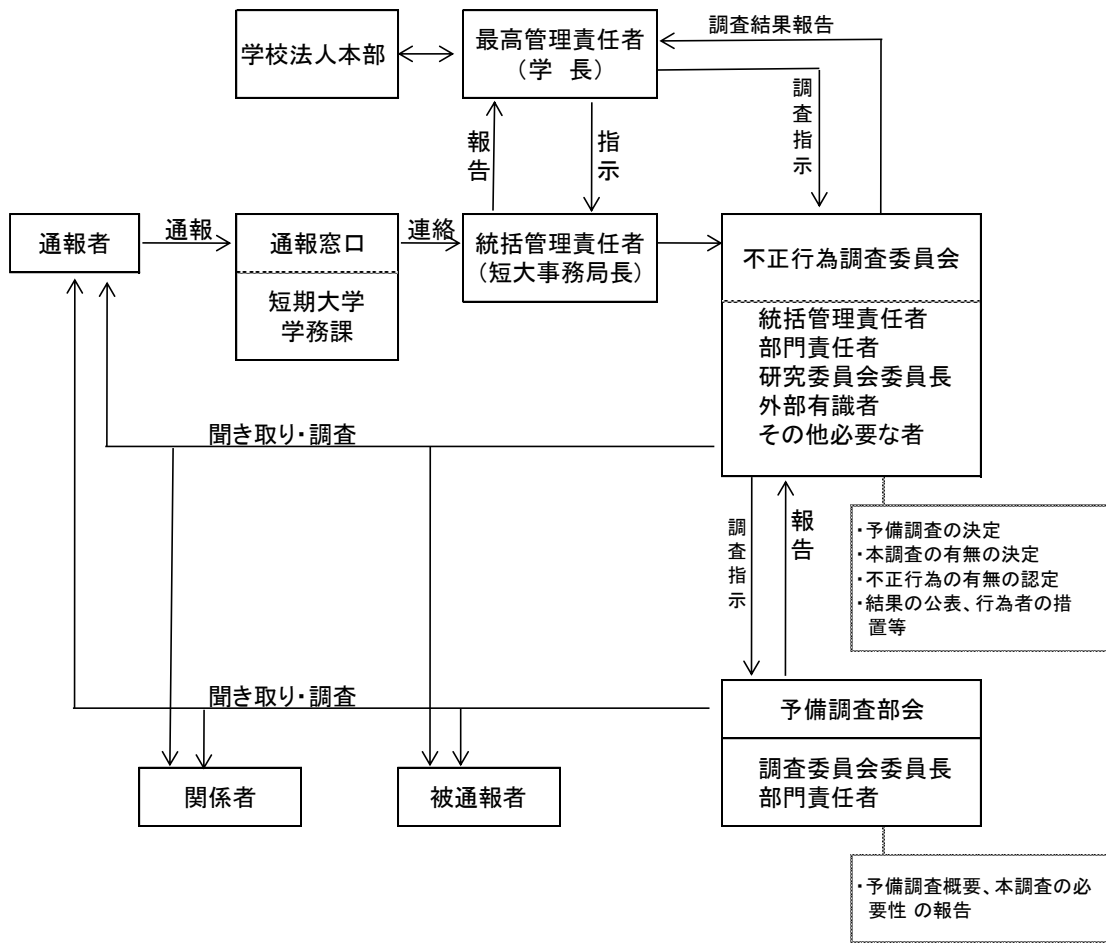 調査結果報告
学校法人本部
最高管理責任者
(学 長)
調査指示
報告
指示
通報者
通報
通報窓口
短期大学
学務課
連絡
統括管理責任者
(短大事務局長)
不正行為調査委員会
統括管理責任者
部門責任者
研究委員会委員長
外部有識者
その他必要な者
聞き取り・調査
調査指示
報告
・予備調査の決定
・本調査の有無の決定
・不正行為の有無の認定
・結果の公表、行為者の措
置等
聞き取り・調査
予備調査部会
調査委員会委員長
部門責任者
関係者
被通報者
・予備調査概要、本調査の必
要性 の報告